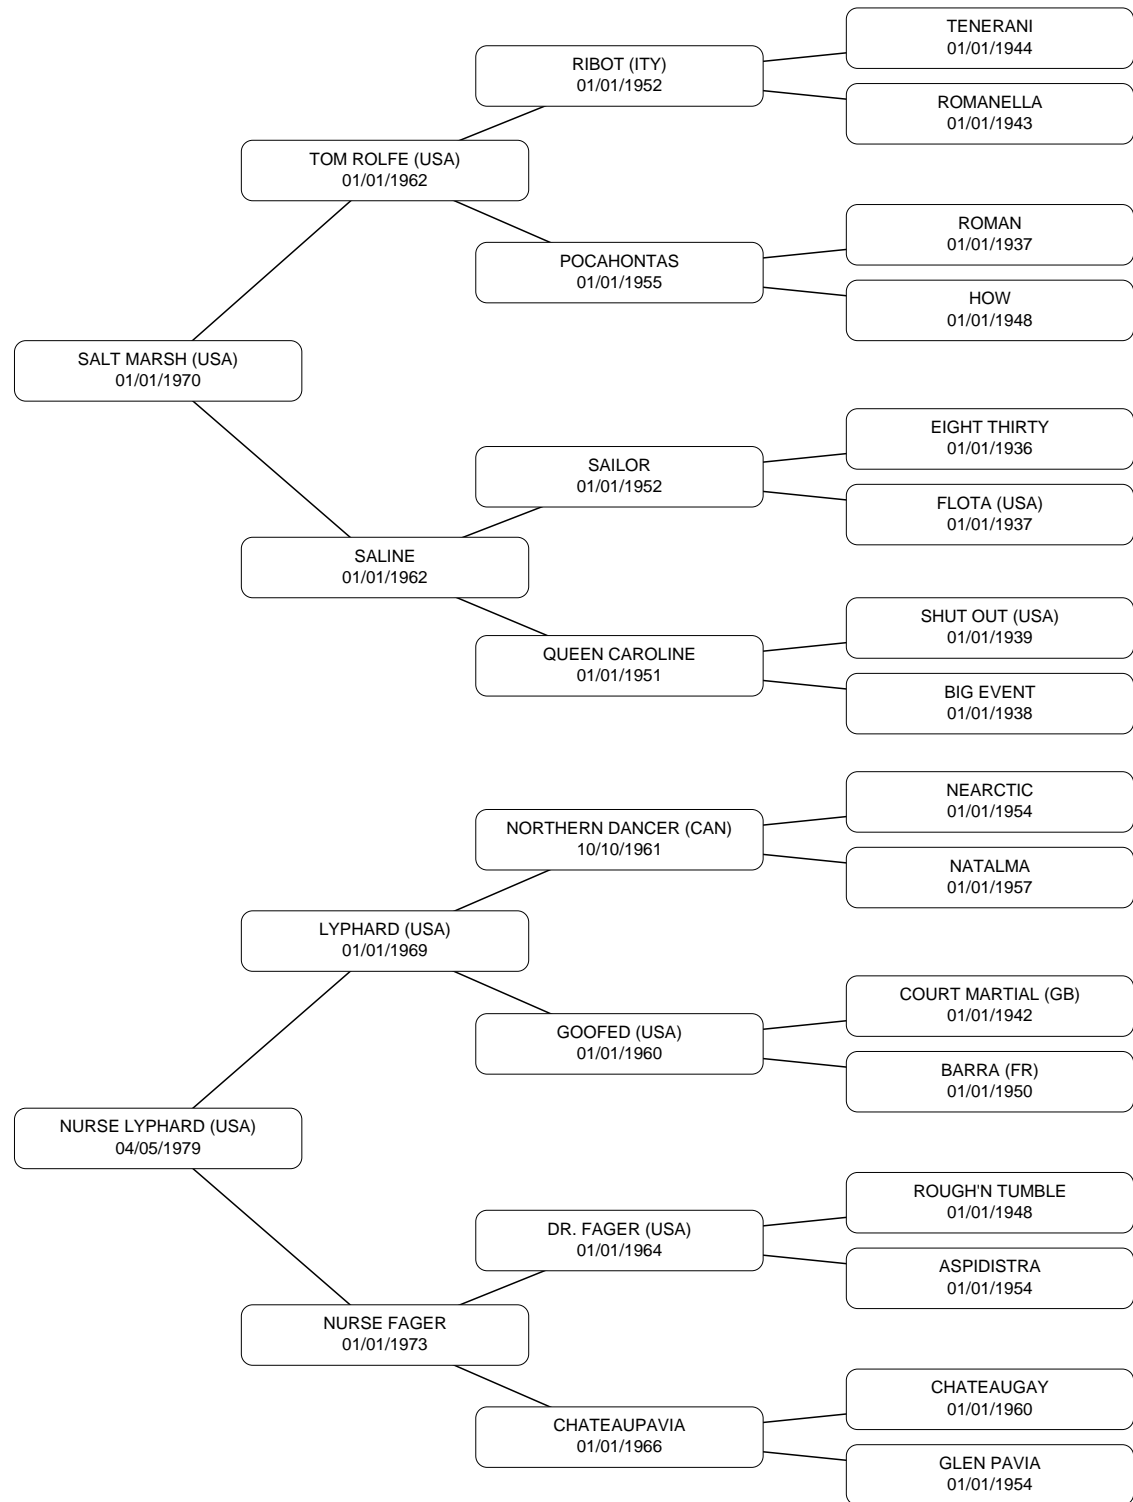 TENERANI
01/01/1944
RIBOT (ITY)
01/01/1952
ROMANELLA
01/01/1943
TOM ROLFE (USA)
01/01/1962
ROMAN
01/01/1937
POCAHONTAS
01/01/1955
HOW
01/01/1948
SALT MARSH (USA)
01/01/1970
EIGHT THIRTY
01/01/1936
SAILOR
01/01/1952
FLOTA (USA)
01/01/1937
SALINE
01/01/1962
SHUT OUT (USA)
01/01/1939
QUEEN CAROLINE
01/01/1951
BIG EVENT
01/01/1938
NEARCTIC
01/01/1954
NORTHERN DANCER (CAN)
10/10/1961
NATALMA
01/01/1957
LYPHARD (USA)
01/01/1969
COURT MARTIAL (GB)
01/01/1942
GOOFED (USA)
01/01/1960
BARRA (FR)
01/01/1950
NURSE LYPHARD (USA)
04/05/1979
ROUGH'N TUMBLE
01/01/1948
DR. FAGER (USA)
01/01/1964
ASPIDISTRA
01/01/1954
NURSE FAGER
01/01/1973
CHATEAUGAY
01/01/1960
CHATEAUPAVIA
01/01/1966
GLEN PAVIA
01/01/1954